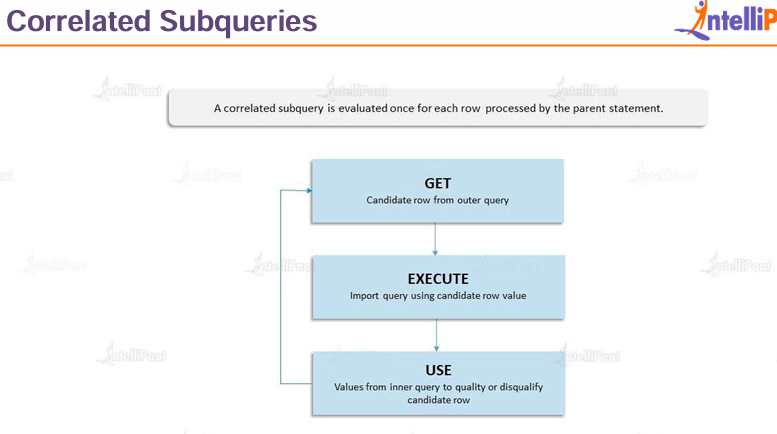 Correlated Subqueries
IntelliP
A correlated subquery is evaluated once for each row processed by the parent statement.
GET
Candidate row from outer query
EXECUTE
Import query using candidate row value
USE
Values from inner query to quality or disqualify
candidate row